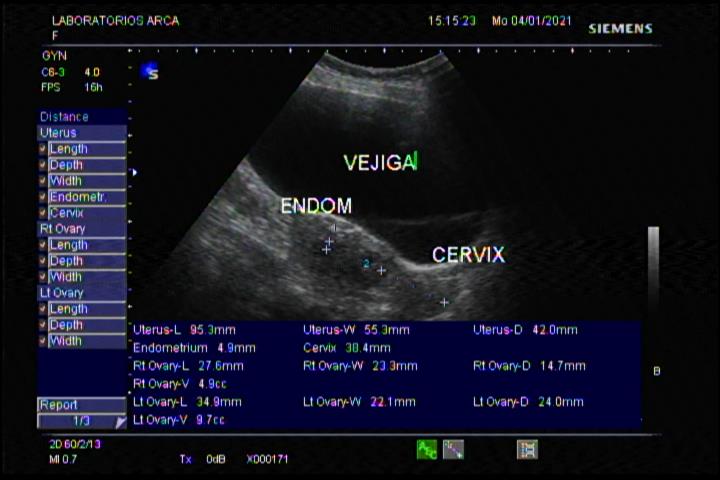 LABORATORIOS ARCA
15:15:23 Mo 04/01/2021
SIEMENS
F
GYN
C6-3 4.0
FPS 16h
S
Distance
Uterus
Length
Depth
Width
Endometr.
Cervix
Rt Ovary
Length
Depth
Width
Lt Ovary
Length
Depth
Width
VEJIGA
ENDOM
CERVIX
2
Uterus-L 95.3mm Uterus-W 55.3mm Uterus-D 42.0mm
Endometrium 4.9mm Cervix 38.4mm
Rt Ovary-L 27.6mm Rt Ovary-W 23.3mm Rt Ovary-D 14.7mm
Rt Ovary-V 4.9cc
Lt Ovary-L 34.9mm Lt Ovary-W 22.1mm Lt Ovary-D 24.0mm
Lt Ovary-V 9.7cc
B
Report
1/3
2D 60/2/13
MI 0.7 Tx 0dB X000171